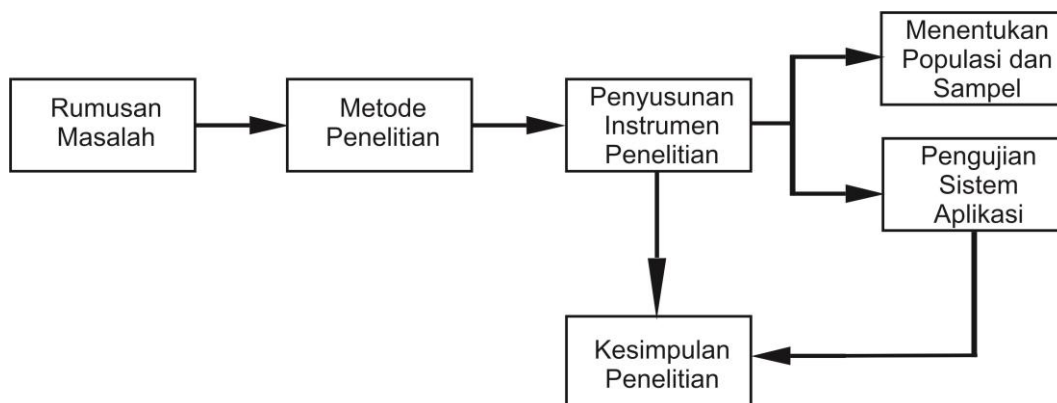 Rumusan
Masalah
Metode
Penelitian
Penyusunan
Instrumen
Penelitian
Menentukan
Populasi dan
Sampel
Pengujian
Sistem
Aplikasi
Kesimpulan
Penelitian